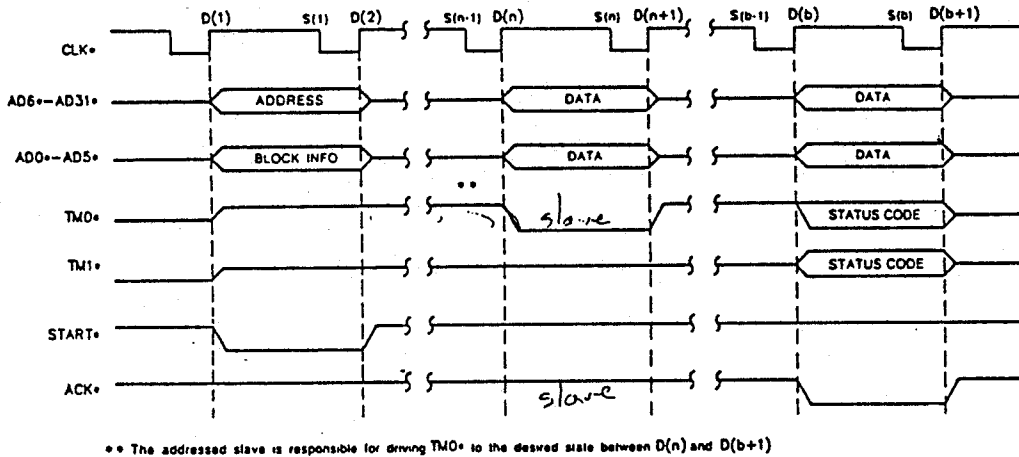 D(1) S(1) D(2) S(n-1) D(n) S(n) D(n+1) S(b-1) D(b) S(b) D(b+1)
CLK*
AD6*-AD31* ADDRESS DATA DATA
AD0*-AD5* BLOCK INFO DATA DATA
**
TM0* slave STATUS CODE
TM1* STATUS CODE
START*
ACK* slave
** The addressed slave is responsible for driving TM0* to the desired state between D(n) and D(b+1)